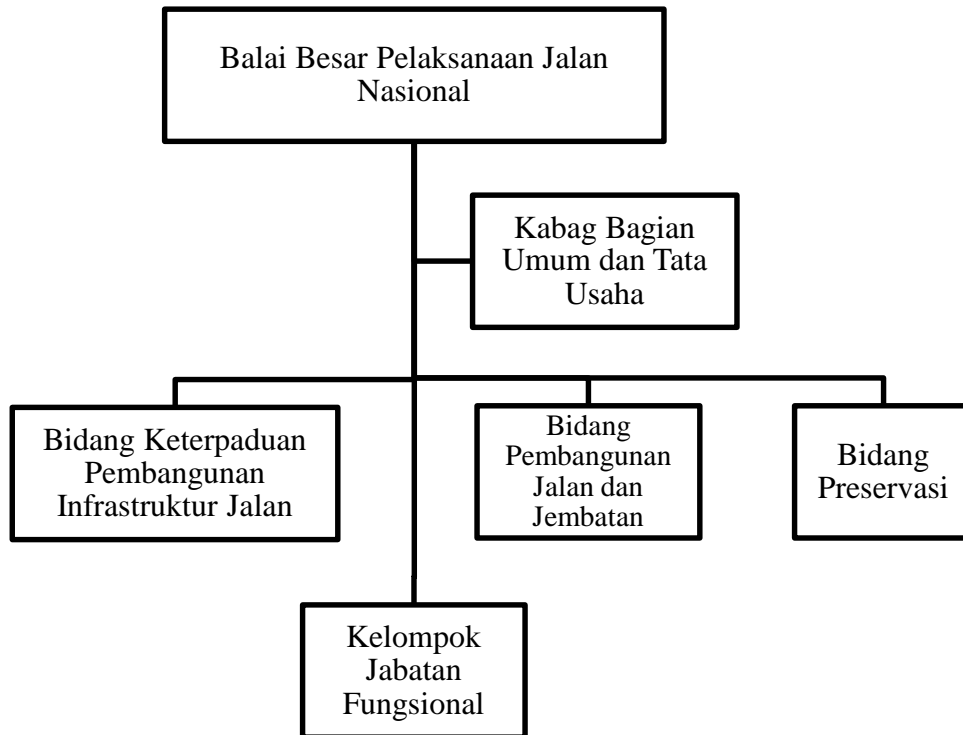 Balai Besar Pelaksanaan Jalan
Nasional
Kabag Bagian
Umum dan Tata
Usaha
Bidang Keterpaduan
Pembangunan
Infrastruktur Jalan
Bidang
Pembangunan
Jalan dan
Jembatan
Bidang
Preservasi
Kelompok
Jabatan
Fungsional